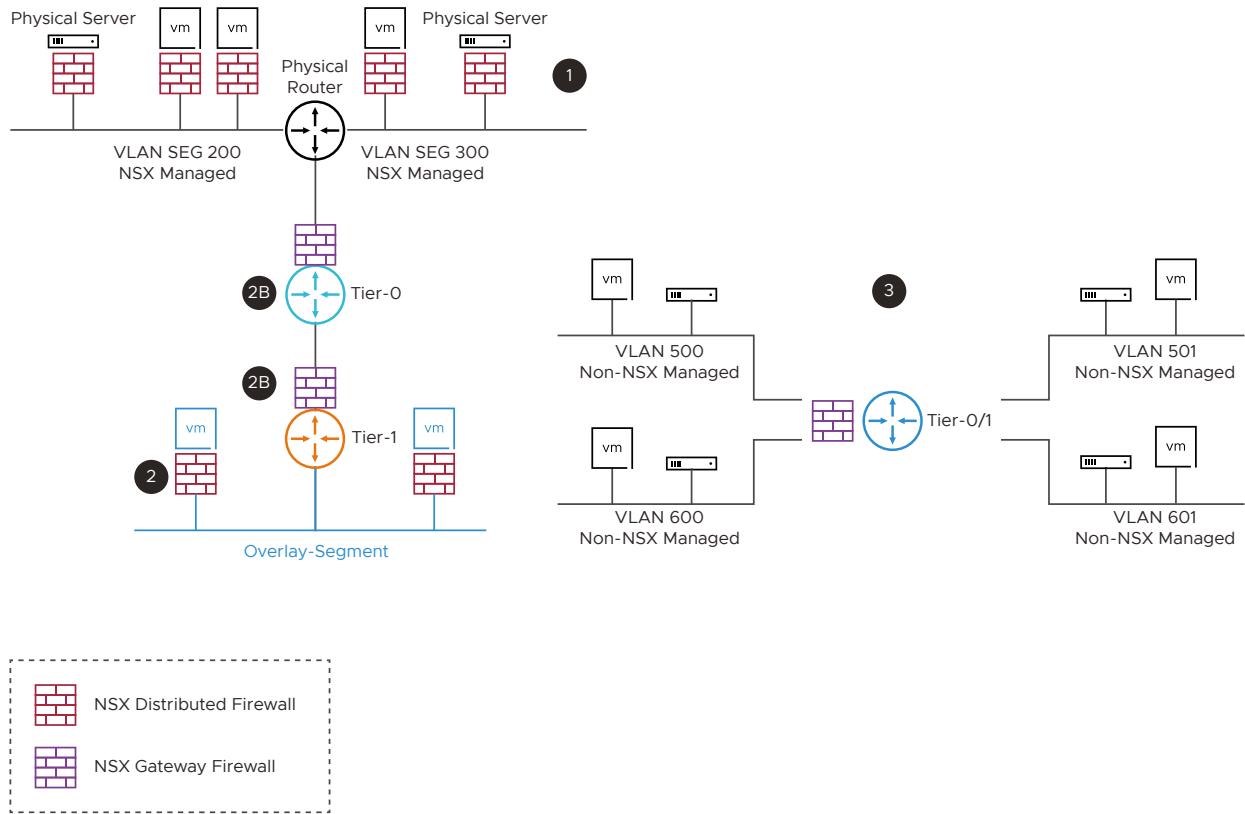 Physical Server
vm
vm
vm
Physical Server
1
Physical
Router
VLAN SEG 200
NSX Managed
VLAN SEG 300
NSX Managed
2B
Tier-0
2B
Tier-1
vm
vm
2
Overlay-Segment
vm
3
vm
VLAN 500
Non-NSX Managed
VLAN 501
Non-NSX Managed
Tier-0/1
vm
vm
VLAN 600
Non-NSX Managed
VLAN 601
Non-NSX Managed
NSX Distributed Firewall
NSX Gateway Firewall